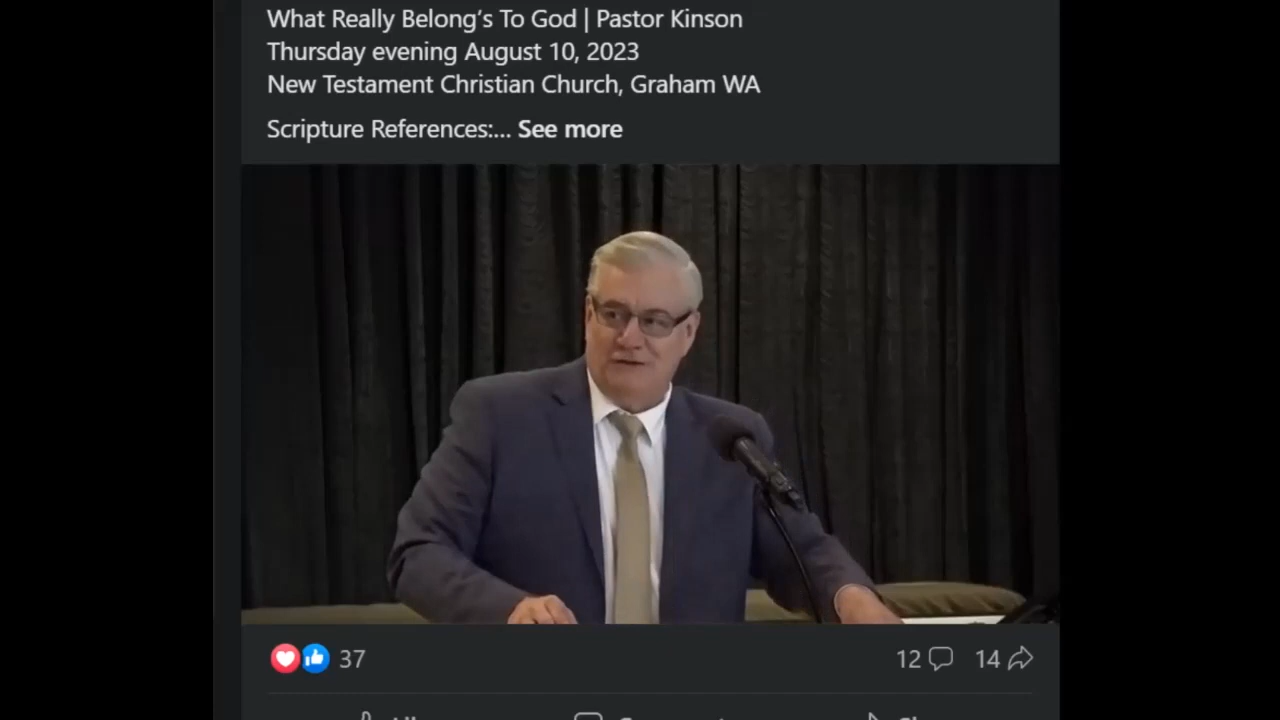 What Really Belong's To God | Pastor Kinson
Thursday evening August 10, 2023
New Testament Christian Church, Graham WA
Scripture References:... See more
37
12
14